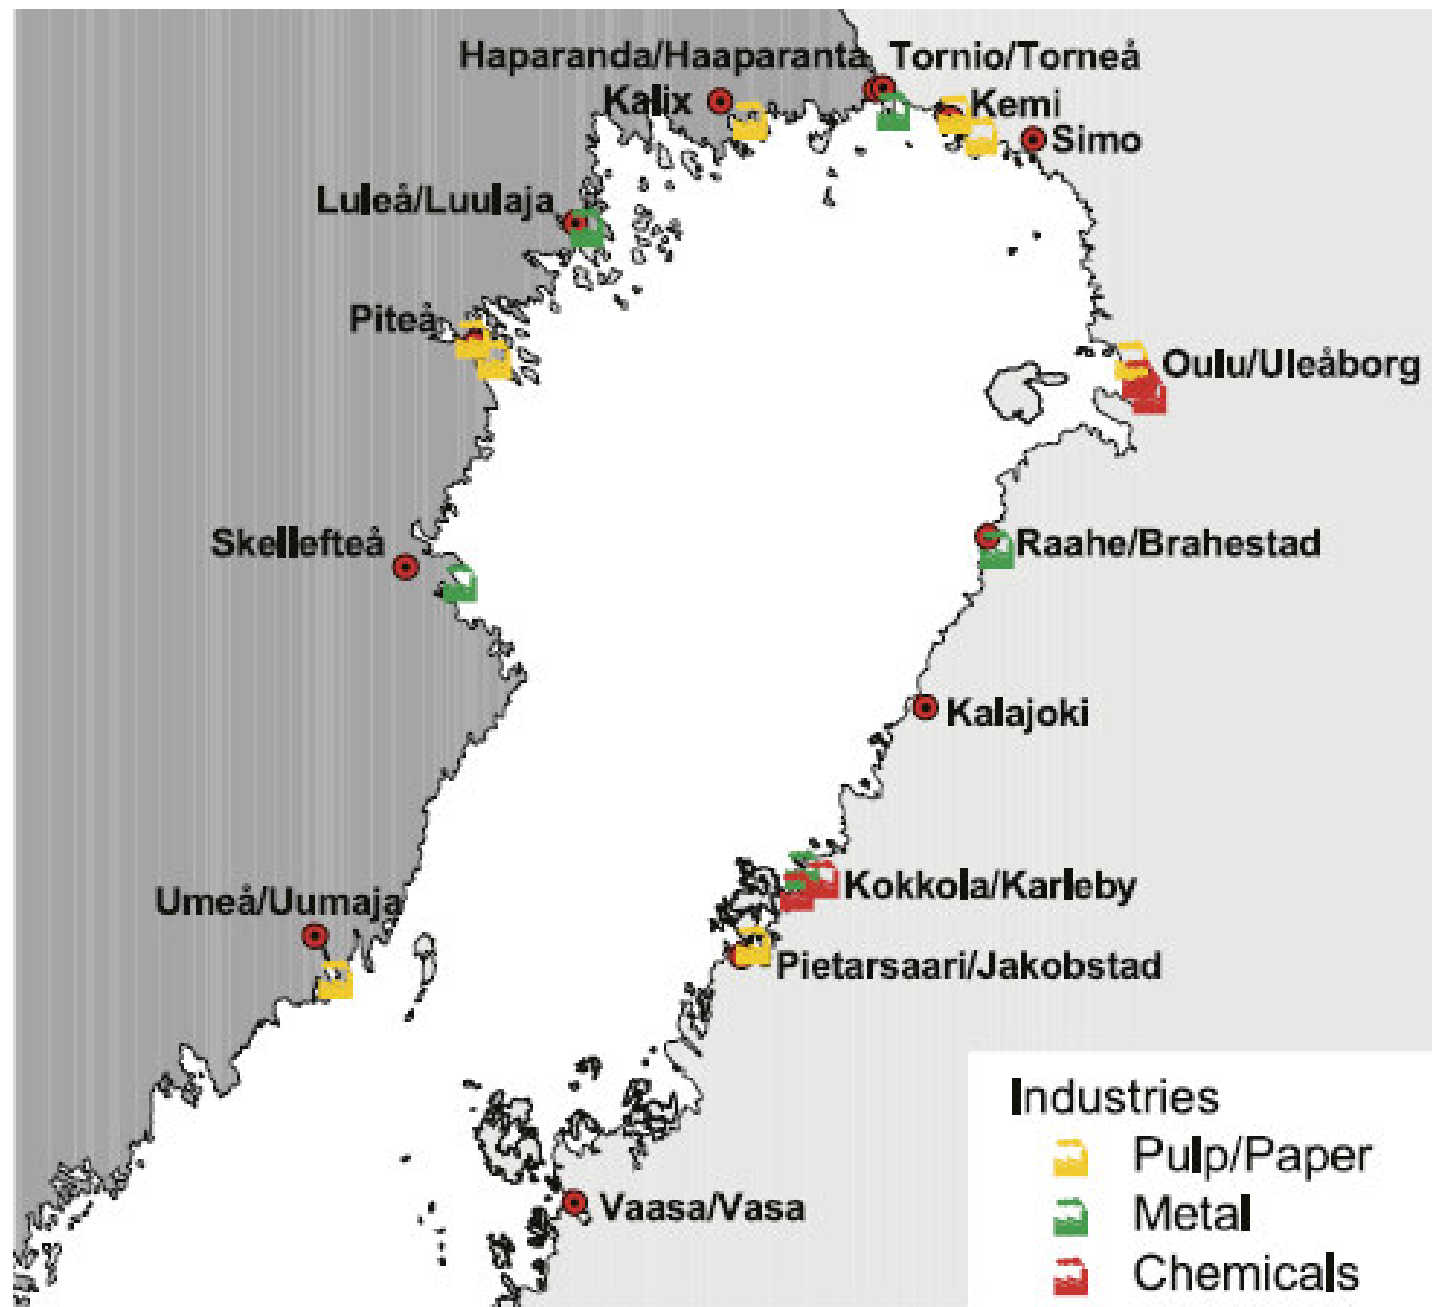 Haparanda/Haaparanta
Tornio/Torneå
Kalix
Kemi
Simo
Luleå/Luulaja
Piteå
Oulu/Uleåborg
Skellefteå
Raahe/Brahestad
Kalajoki
Umeå/Uumaja
Kokkola/Karleby
Pietarsaari/Jakobstad
Vaasa/Vasa
Industries
Pulp/Paper
Metal
Chemicals